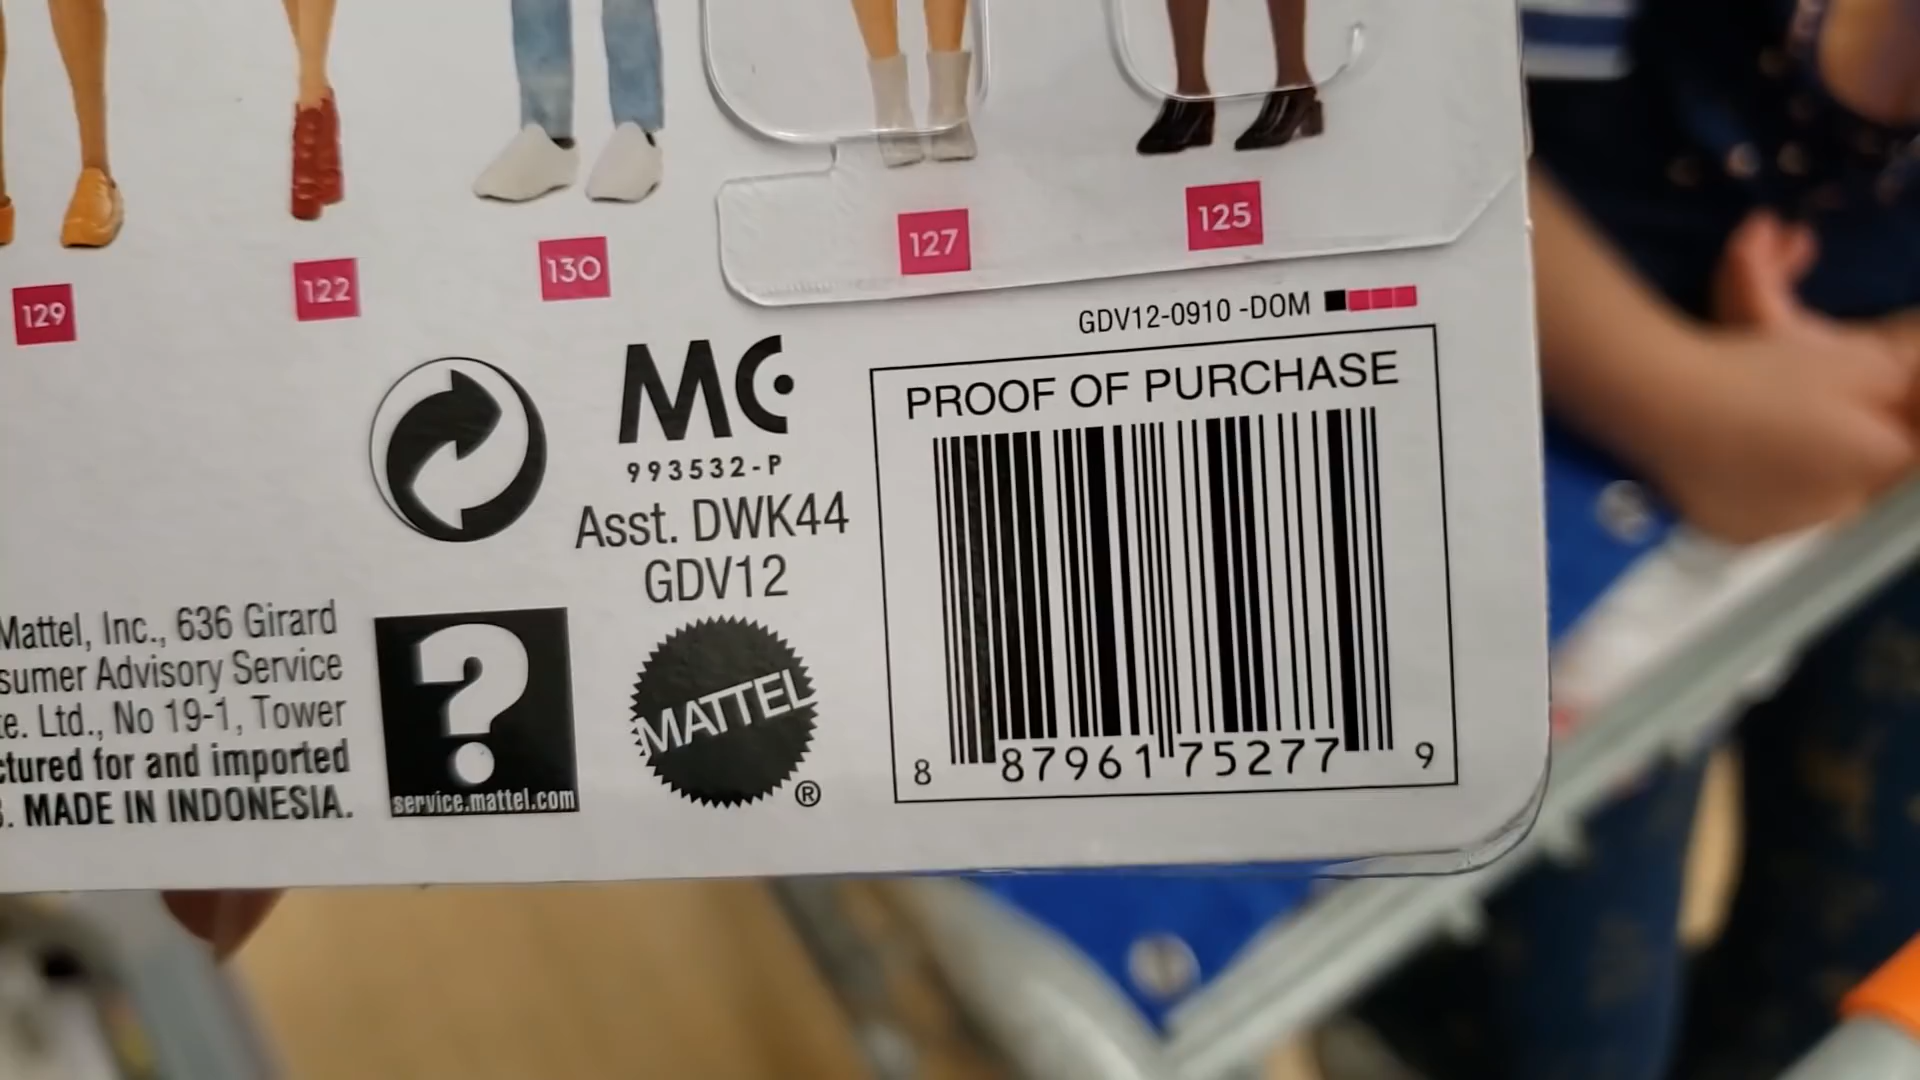 129
122
130
127
125
GDV12-0910 -DOM
MC
993532-P
Asst. DWK44
GDV12
PROOF OF PURCHASE
8 87961 75277 9
Mattel, Inc., 636 Girard
sumer Advisory Service
te. Ltd., No 19-1, Tower
ctured for and imported
. MADE IN INDONESIA.
?
service.mattel.com
MATTEL
®